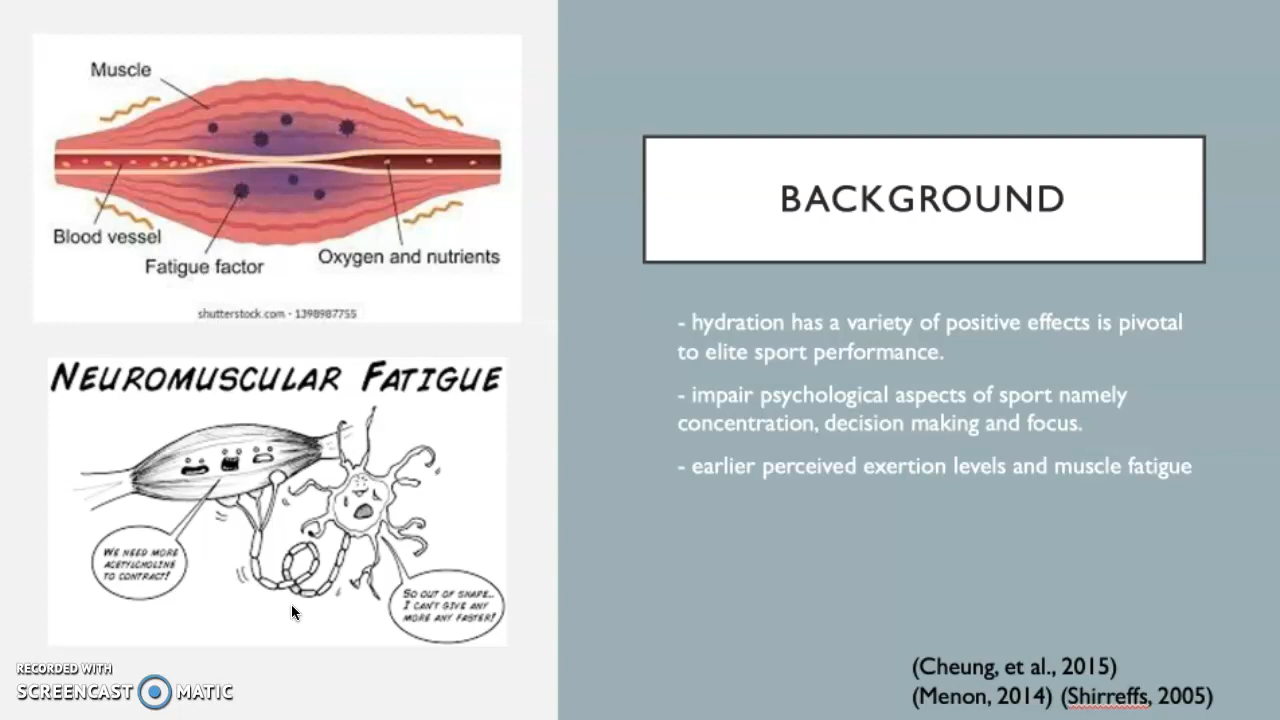 Muscle
Blood vessel
Fatigue factor
Oxygen and nutrients
shutterstock.com · 1398987755
NEUROMUSCULAR FATIGUE
WE NEED MORE
ACETYLCHOLINE
TO CONTRACT!
SO OUT OF SHAPE..
I CAN'T GIVE ANY
MORE ANY FASTER!
RECORDED WITH
SCREENCAST MATIC
BACKGROUND
- hydration has a variety of positive effects is pivotal
to elite sport performance.
- impair psychological aspects of sport namely
concentration, decision making and focus.
- earlier perceived exertion levels and muscle fatigue
(Cheung, et al., 2015)
(Menon, 2014) (Shirreffs, 2005)